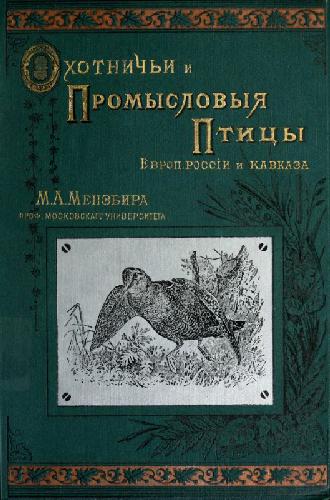 Охотничьи и
Промысловыя
Птицы
Европ. Россіи и Кавказа
М. А. Мензбира
проф. Московскаго Университета